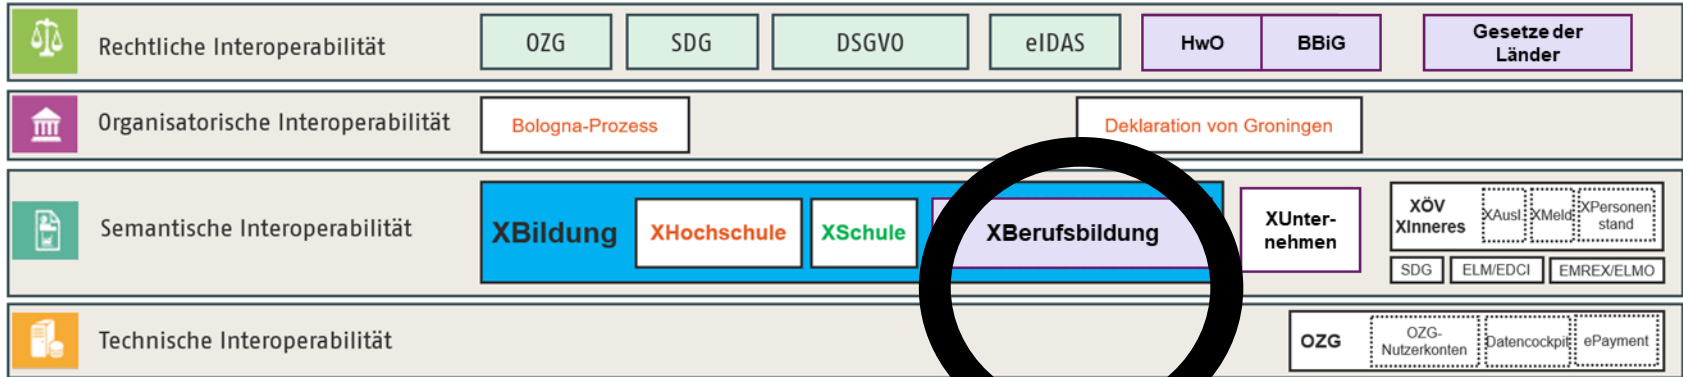 Rechtliche Interoperabilität
OZG
SDG
DSGVO
eIDAS
HwO
BBiG
Gesetze der
Länder
Organisatorische Interoperabilität
Bologna-Prozess
Deklaration von Groningen
Semantische Interoperabilität
XBildung
XHochschule
XSchule
XBerufsbildung
XUnter-
nehmen
XÖV
XInneres
XAusl.
XMeld
XPersonen
stand
SDG
ELM/EDCI
EMREX/ELMO
Technische Interoperabilität
OZG
OZG-
Nutzerkonten
Datencockpit
ePayment